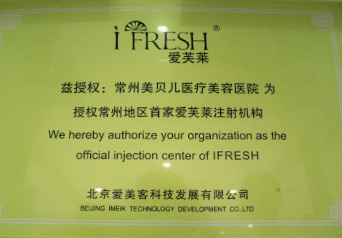 iFRESH®
爱芙莱
兹授权：常州美贝儿医疗美容医院 为
授权常州地区首家爱芙莱注射机构
We hereby authorize your organization as the
official injection center of IFRESH
北京爱美客科技发展有限公司
BEIJING IMEIK TECHNOLOGY DEVELOPMENT CO.,LTD